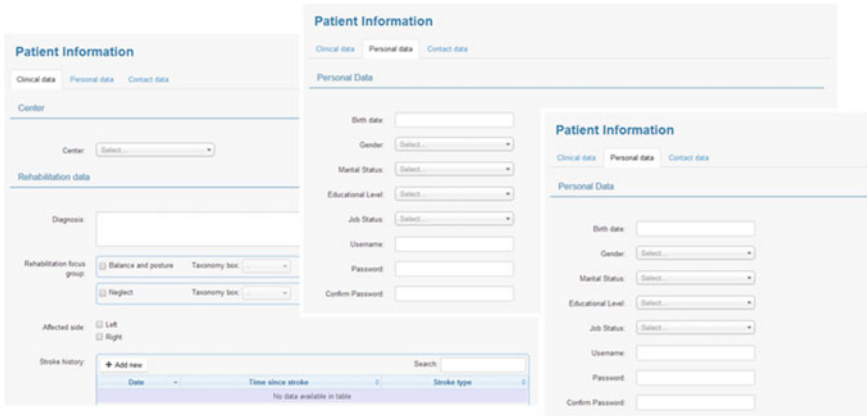 Patient Information
Clinical data Personal data Contact data
Center
Center: Select...
Rehabilitation data
Diagnosis:
Rehabilitation focus group:
Balance and posture Taxonomy box:
Neglect Taxonomy box:
Affected side: Left
Right
Stroke history: + Add new Search:
Date Time since stroke Stroke type
No data available in table
Patient Information
Clinical data Personal data Contact data
Personal Data
Birth date:
Gender: Select...
Marital Status: Select...
Educational Level: Select...
Job Status: Select...
Username:
Password:
Confirm Password:
Patient Information
Clinical data Personal data Contact data
Personal Data
Birth date:
Gender: Select...
Marital Status: Select...
Educational Level: Select...
Job Status: Select...
Username:
Password:
Confirm Password: